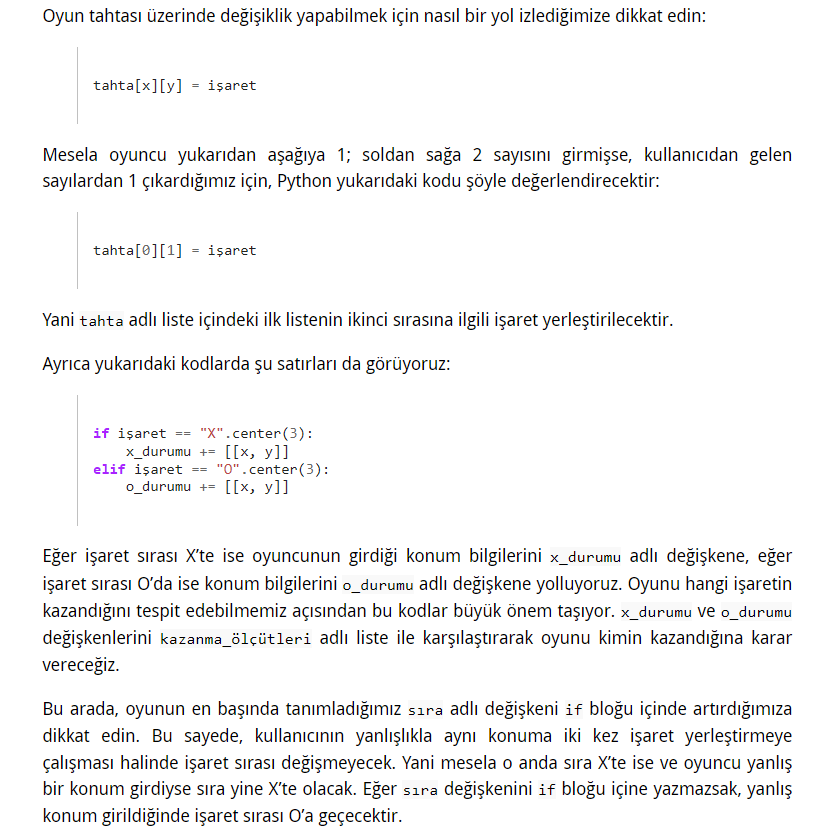 Oyun tahtası üzerinde değişiklik yapabilmek için nasıl bir yol izlediğimize dikkat edin:
tahta[x][y] = işaret
Mesela oyuncu yukarıdan aşağıya 1; soldan sağa 2 sayısını girmişse, kullanıcıdan gelen
sayılardan 1 çıkardığımız için, Python yukarıdaki kodu şöyle değerlendirecektir:
tahta[0][1] = işaret
Yani tahta adlı liste içindeki ilk listenin ikinci sırasına ilgili işaret yerleştirilecektir.
Ayrıca yukarıdaki kodlarda şu satırları da görüyoruz:
if işaret == "X".center(3):
    x_durumu += [[x, y]]
elif işaret == "O".center(3):
    o_durumu += [[x, y]]
Eğer işaret sırası X’te ise oyuncunun girdiği konum bilgilerini x_durumu adlı değişkene, eğer
işaret sırası O’da ise konum bilgilerini o_durumu adlı değişkene yolluyoruz. Oyunu hangi işaretin
kazandığını tespit edebilmemiz açısından bu kodlar büyük önem taşıyor. x_durumu ve o_durumu
değişkenlerini kazanma_ölçütleri adlı liste ile karşılaştırarak oyunu kimin kazandığına karar
vereceğiz.
Bu arada, oyunun en başında tanımladığımız sıra adlı değişkeni if bloğu içinde artırdığımıza
dikkat edin. Bu sayede, kullanıcının yanlışlıkla aynı konuma iki kez işaret yerleştirmeye
çalışması halinde işaret sırası değişmeyecek. Yani mesela o anda sıra X’te ise ve oyuncu yanlış
bir konum girdiyse sıra yine X’te olacak. Eğer sıra değişkenini if bloğu içine yazmazsak, yanlış
konum girildiğinde işaret sırası O’a geçecektir.